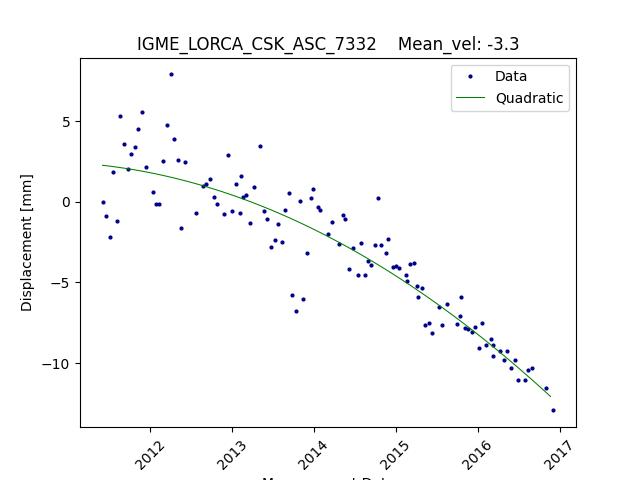 IGME_LORCA_CSK_ASC_7332    Mean_vel: -3.3
Data
Quadratic
Displacement [mm]
5
0
−5
−10
2012
2013
2014
2015
2016
2017